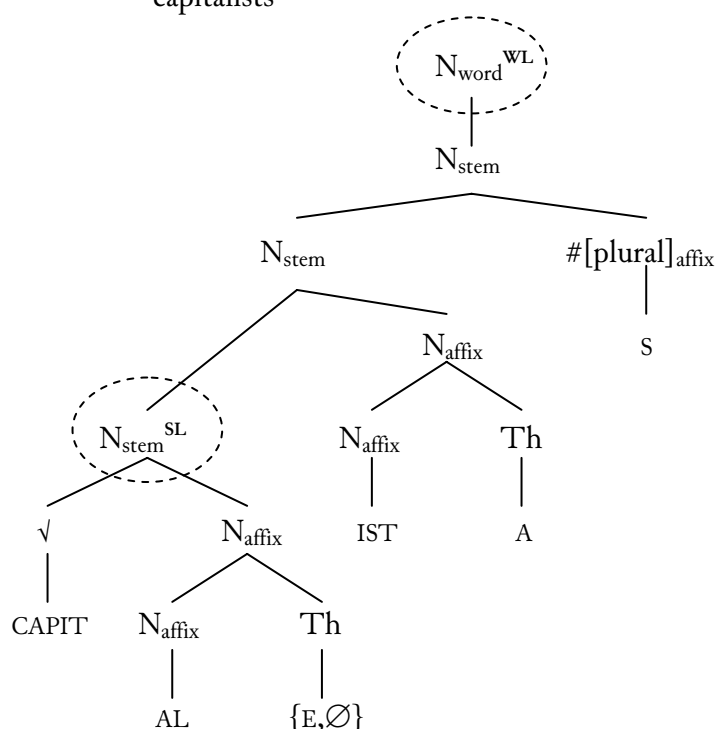 capitalists
N_word^WL
N_stem
N_stem #[plural]_affix
N_affix S
N_stem^SL N_affix Th
√ N_affix IST A
CAPIT N_affix Th
AL {E,∅}